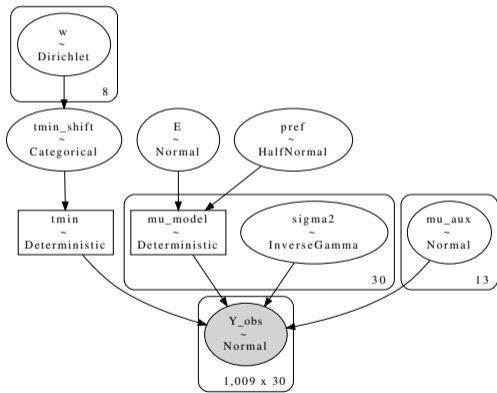 w
~
Dirichlet
8
tmin_shift
~
Categorical
E
~
Normal
pref
~
HalfNormal
tmin
~
Deterministic
mu_model
~
Deterministic
sigma2
~
InverseGamma
30
mu_aux
~
Normal
13
Y_obs
~
Normal
1,009 x 30